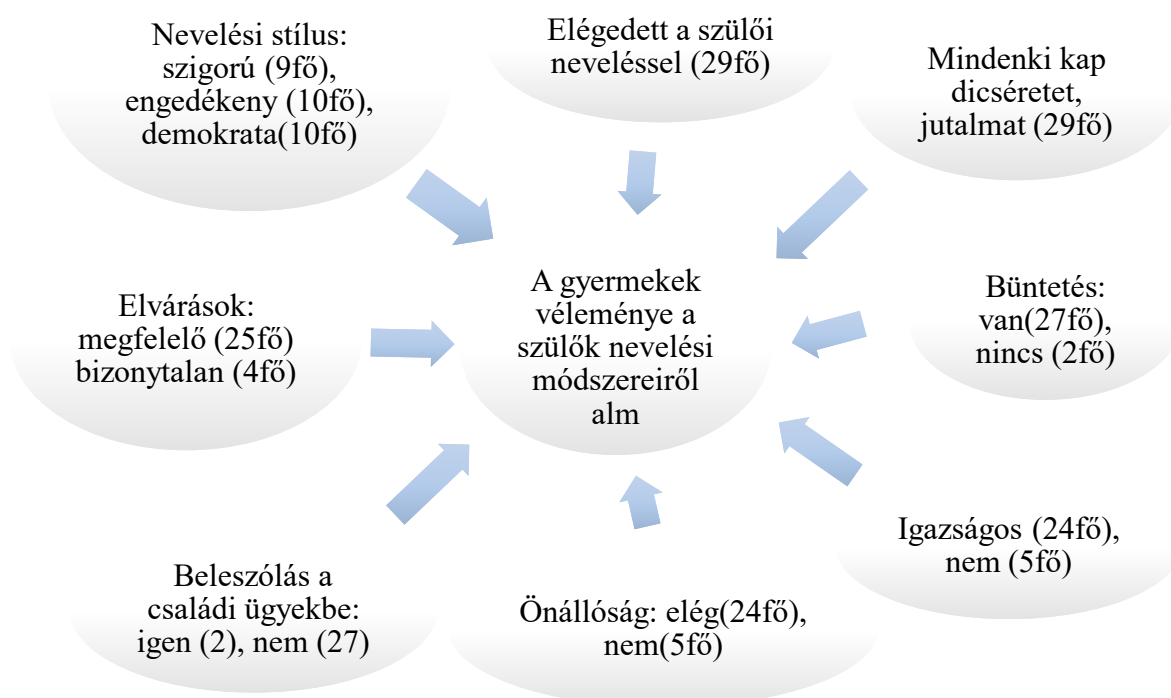 Nevelési stílus:
szigorú (9fő),
engedékeny (10fő),
demokrata(10fő)
Elégedett a szülői
neveléssel (29fő)
Mindenki kap
dicséretet,
jutalmat (29fő)
Elvárások:
megfelelő (25fő)
bizonytalan (4fő)
A gyermekek
véleménye a
szülők nevelési
módszereiről
alm
Büntetés:
van(27fő),
nincs (2fő)
Beleszólás a
családi ügyekbe:
igen (2), nem (27)
Önállóság: elég(24fő),
nem(5fő)
Igazságos (24fő),
nem (5fő)